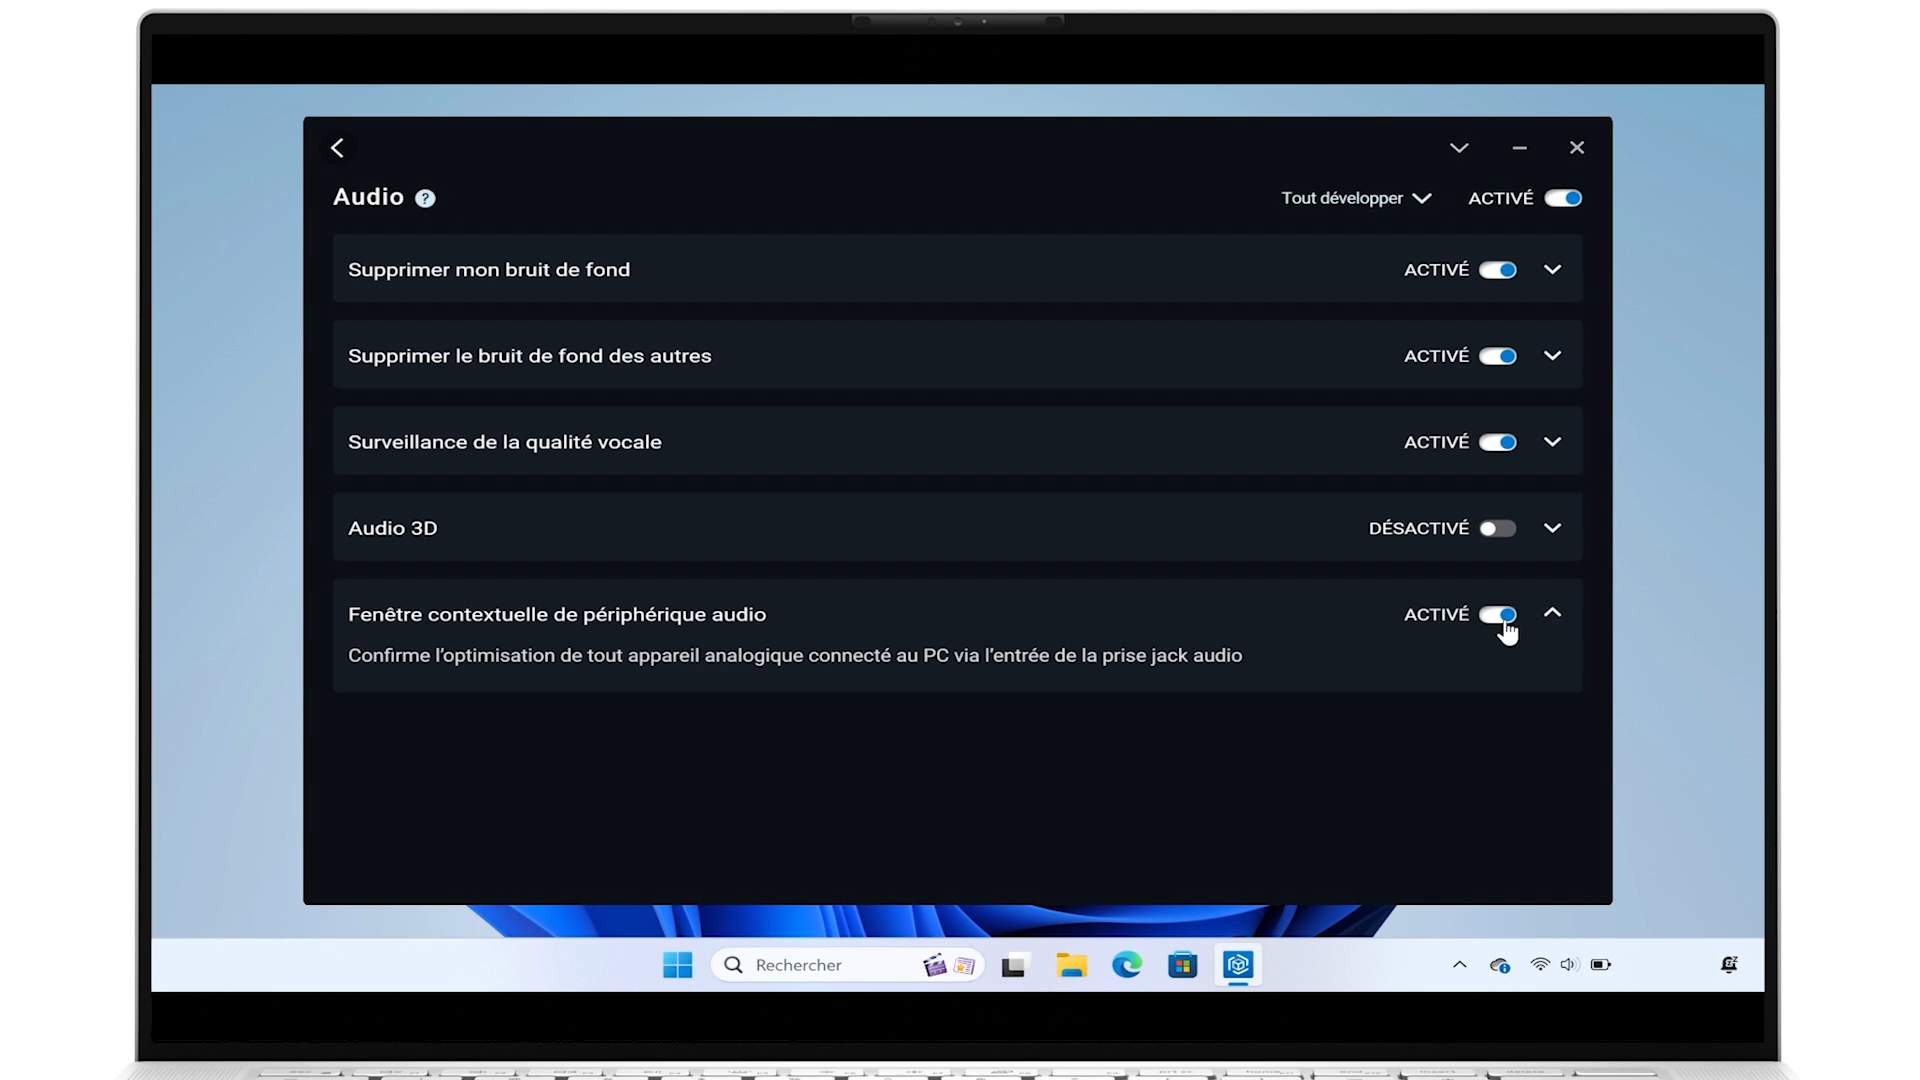 Audio ?
Tout développer ACTIVÉ
Supprimer mon bruit de fond ACTIVÉ
Supprimer le bruit de fond des autres ACTIVÉ
Surveillance de la qualité vocale ACTIVÉ
Audio 3D DÉSACTIVÉ
Fenêtre contextuelle de périphérique audio ACTIVÉ
Confirme l’optimisation de tout appareil analogique connecté au PC via l’entrée de la prise jack audio
Rechercher